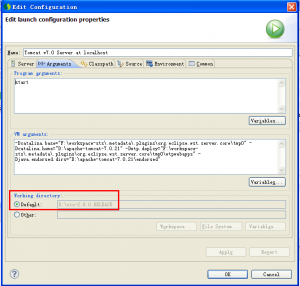 Edit Configuration
Edit launch configuration properties
Name: Tomcat v7.0 Server at localhost
Server Arguments Classpath Source Environment Common
Program arguments:
start
Variables...
VM arguments:
-Dcatalina.base="F:\workspace-sts\.metadata\.plugins\org.eclipse.wst.server.core\tmp0" -
Dcatalina.home="D:\apache-tomcat-7.0.21" -Dwtp.deploy="F:\workspace-
sts\.metadata\.plugins\org.eclipse.wst.server.core\tmp0\wtpwebapps" -
Djava.endorsed.dirs="D:\apache-tomcat-7.0.21\endorsed"
Variables...
Working directory:
Default:
RELEASE
Other:
Workspace... File System... Variables...
Apply Revert
OK Cancel